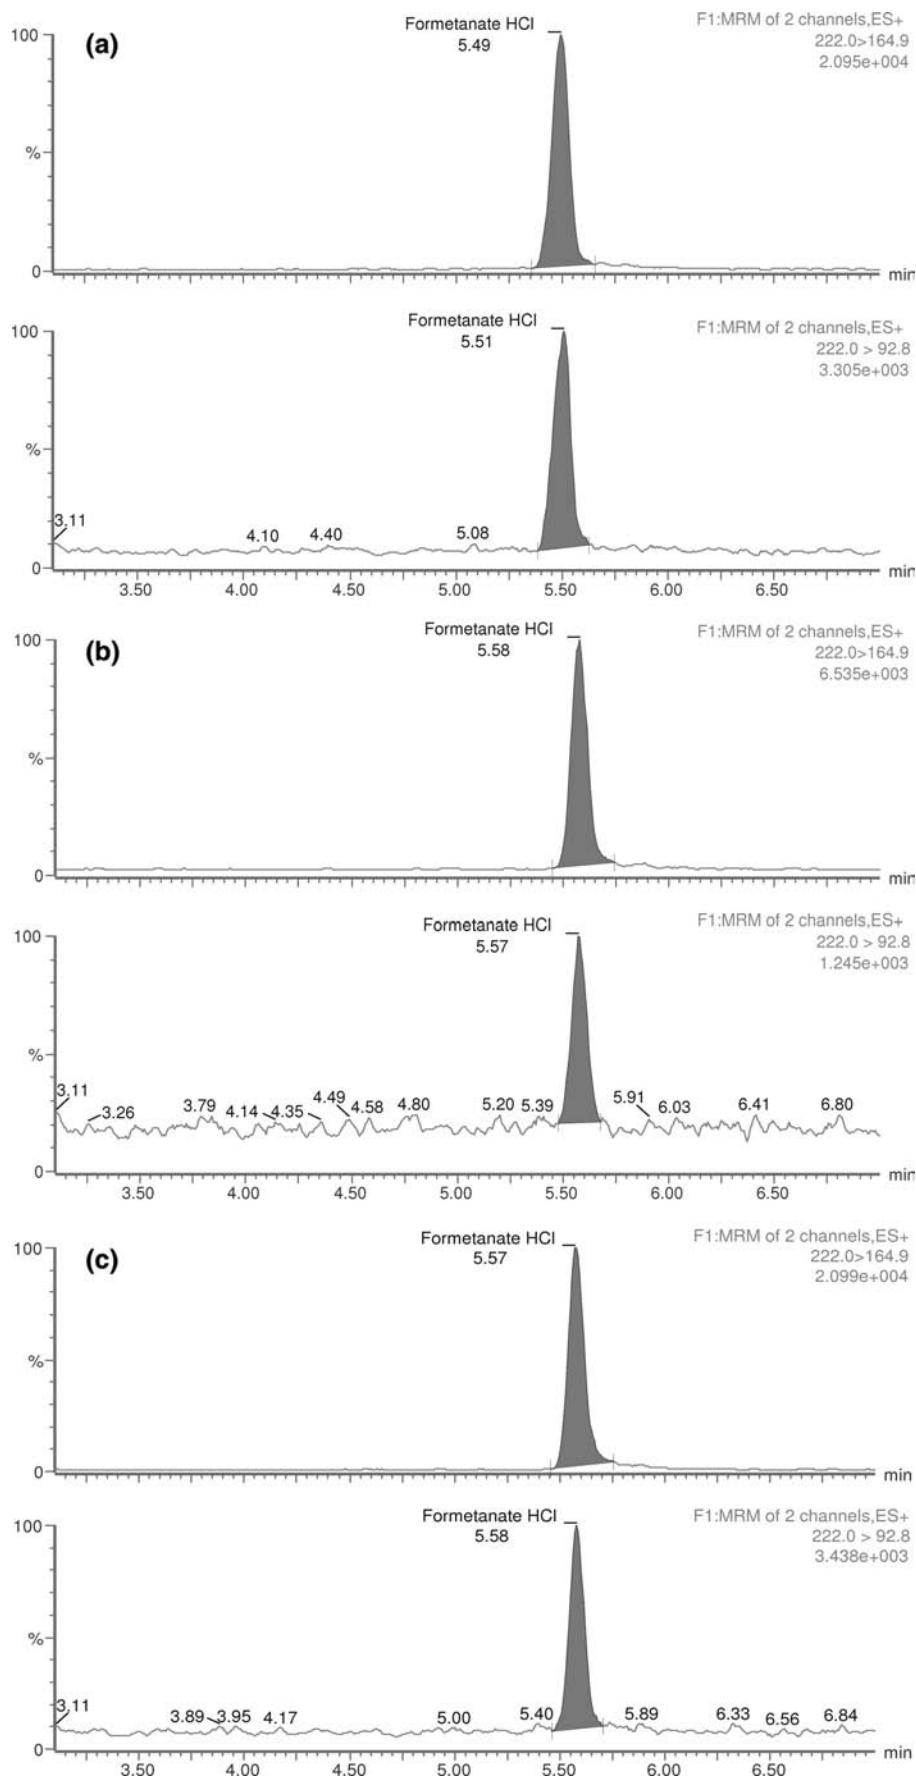 (a)
Formetanate HCl
5.49
F1:MRM of 2 channels,ES+
222.0>164.9
2.095e+004
100
%
0
min
Formetanate HCl
5.51
F1:MRM of 2 channels,ES+
222.0 > 92.8
3.305e+003
100
%
0
3.11
4.10
4.40
5.08
min
3.50 4.00 4.50 5.00 5.50 6.00 6.50
(b)
Formetanate HCl
5.58
F1:MRM of 2 channels,ES+
222.0>164.9
6.535e+003
100
%
0
min
Formetanate HCl
5.57
F1:MRM of 2 channels,ES+
222.0 > 92.8
1.245e+003
100
%
0
3.11
3.26
3.79
4.14
4.35
4.49
4.58
4.80
5.20
5.39
5.91
6.03
6.41
6.80
min
3.50 4.00 4.50 5.00 5.50 6.00 6.50
(c)
Formetanate HCl
5.57
F1:MRM of 2 channels,ES+
222.0>164.9
2.099e+004
100
%
0
min
Formetanate HCl
5.58
F1:MRM of 2 channels,ES+
222.0 > 92.8
3.438e+003
100
%
0
3.11
3.89
3.95
4.17
5.00
5.40
5.89
6.33
6.56
6.84
min
3.50 4.00 4.50 5.00 5.50 6.00 6.50